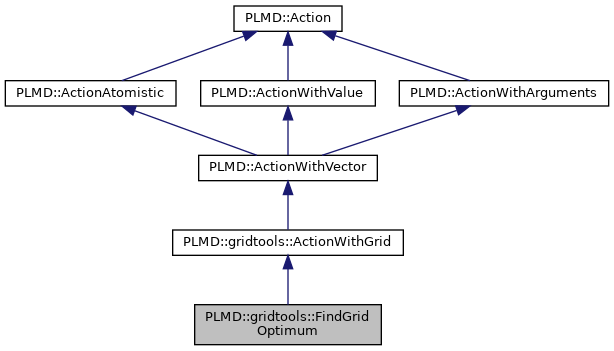 PLMD::Action
PLMD::ActionAtomistic
PLMD::ActionWithValue
PLMD::ActionWithArguments
PLMD::ActionWithVector
PLMD::gridtools::ActionWithGrid
PLMD::gridtools::FindGrid
Optimum